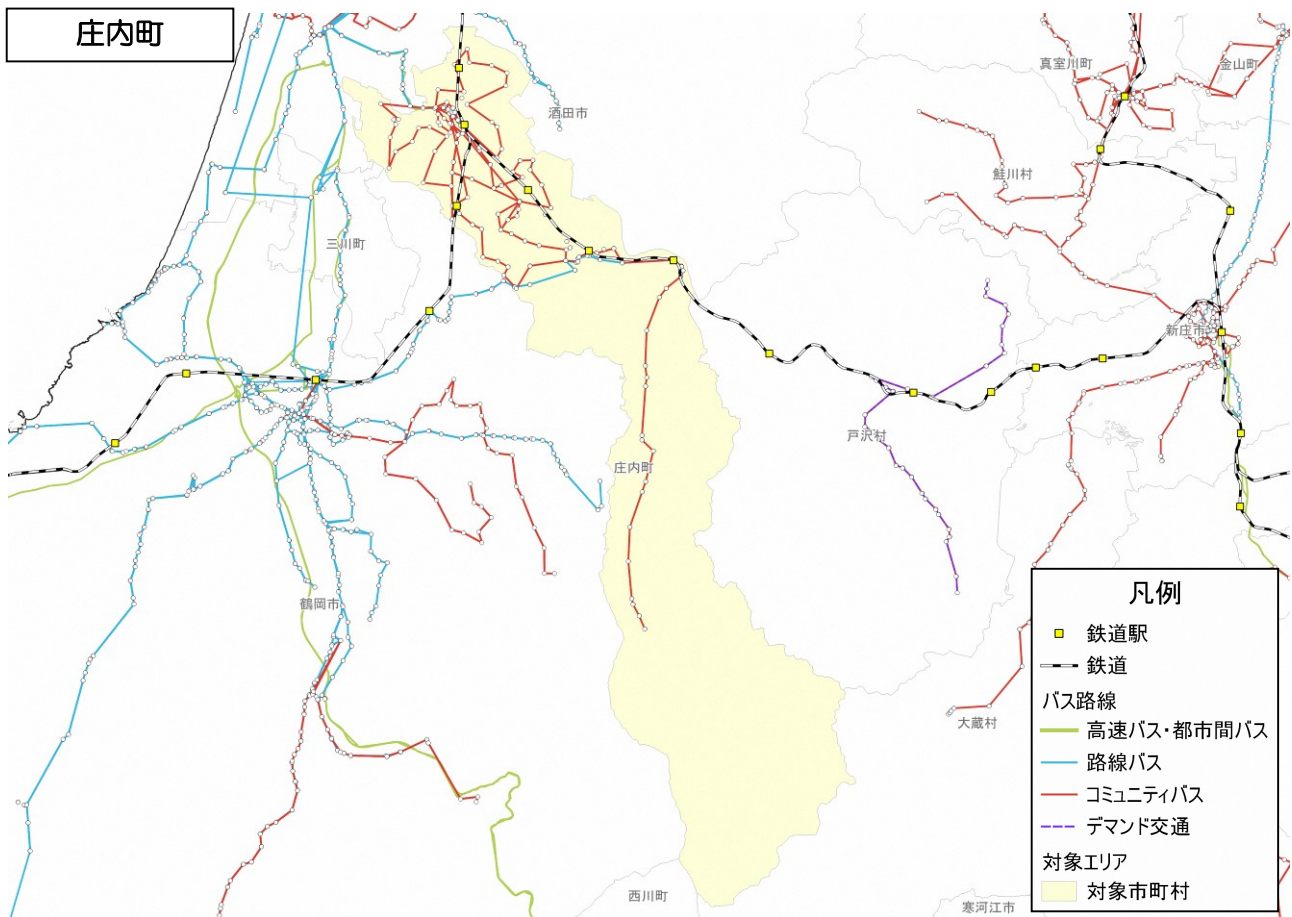 庄内町
真室川町
金山町
酒田市
鮭川村
三川町
新庄市
戸沢村
庄内町
鶴岡市
大蔵村
西川町
寒河江市
凡例
鉄道駅
鉄道
バス路線
高速バス・都市間バス
路線バス
コミュニティバス
デマンド交通
対象エリア
対象市町村